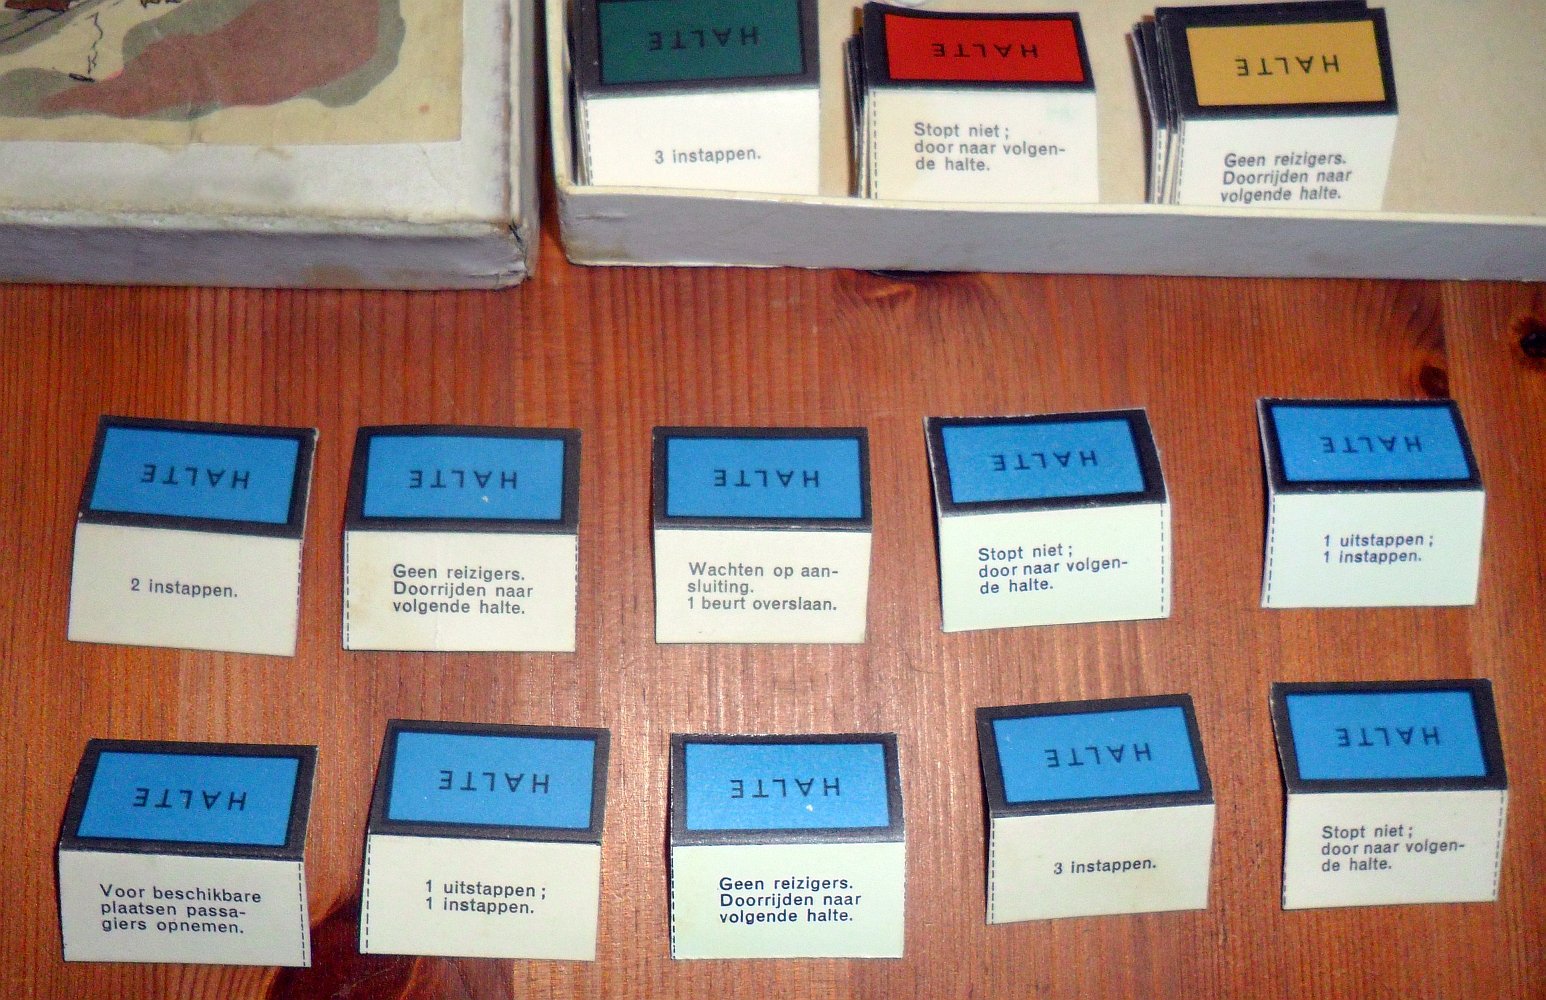 HALTE
3 instappen.
HALTE
Stopt niet;
door naar volgen-
de halte.
HALTE
Geen reizigers.
Doorrijden naar
volgende halte.
HALTE
2 instappen.
HALTE
Geen reizigers.
Doorrijden naar
volgende halte.
HALTE
Wachten op aan-
sluiting.
1 beurt overslaan.
HALTE
Stopt niet;
door naar volgen-
de halte.
HALTE
1 uitstappen;
1 instappen.
HALTE
Voor beschikbare
plaatsen passa-
giers opnemen.
HALTE
1 uitstappen;
1 instappen.
HALTE
Geen reizigers.
Doorrijden naar
volgende halte.
HALTE
3 instappen.
HALTE
Stopt niet;
door naar volgen-
de halte.